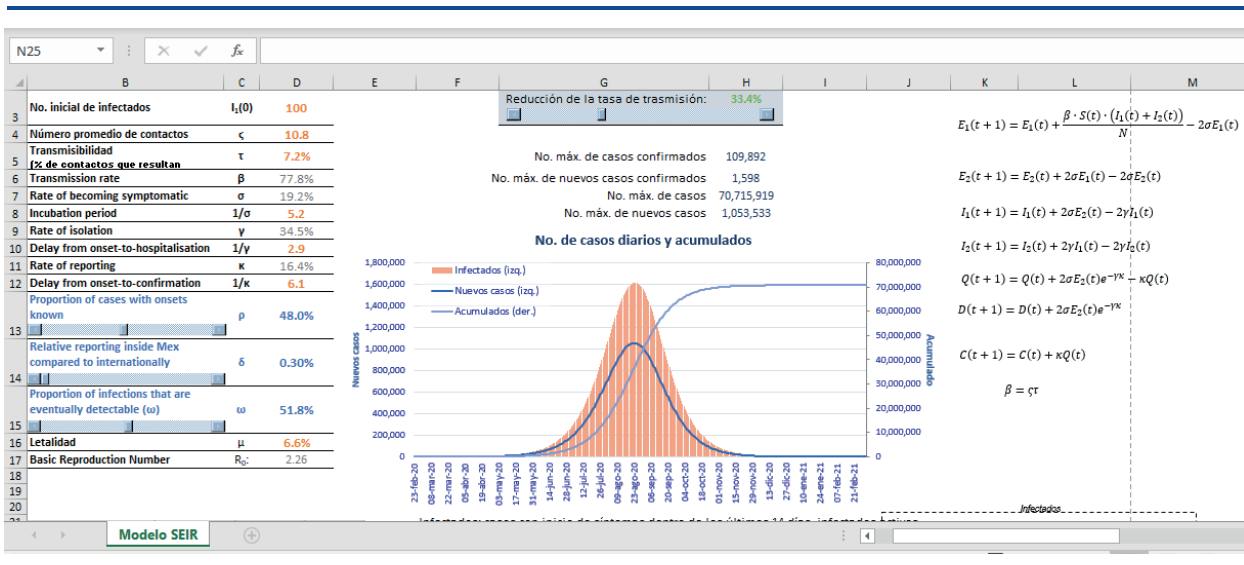 N25
fx
B C D E F G H I J K L M
3 No. inicial de infectados I₁(0) 100
4 Número promedio de contactos ς 10.8
Transmisibilidad
5 (% de contactos que resultan τ 7.2%
6 Transmission rate β 77.8%
7 Rate of becoming symptomatic σ 19.2%
8 Incubation period 1/σ 5.2
9 Rate of isolation γ 34.5%
10 Delay from onset-to-hospitalisation 1/γ 2.9
11 Rate of reporting κ 16.4%
12 Delay from onset-to-confirmation 1/κ 6.1
Proportion of cases with onsets
known ρ 48.0%
13
Relative reporting inside Mex
compared to internationally δ 0.30%
14
Proportion of infections that are
eventually detectable (ω) ω 51.8%
15
16 Letalidad μ 6.6%
17 Basic Reproduction Number R₀: 2.26
18
19
20
Reducción de la tasa de trasmisión: 33.4%
No. máx. de casos confirmados 109,892
No. máx. de nuevos casos confirmados 1,598
No. máx. de casos 70,715,919
No. máx. de nuevos casos 1,053,533
No. de casos diarios y acumulados
Infectados (izq.)
Nuevos casos (izq.)
Acumulados (der.)
1,800,000
1,600,000
1,400,000
1,200,000
1,000,000
800,000
600,000
400,000
200,000
0
Nuevos casos
80,000,000
70,000,000
60,000,000
50,000,000
40,000,000
30,000,000
20,000,000
10,000,000
0
Acumulado
23-feb-20
08-mar-20
22-mar-20
05-abr-20
19-abr-20
03-may-20
17-may-20
31-may-20
14-jun-20
28-jun-20
12-jul-20
26-jul-20
09-ago-20
23-ago-20
06-sep-20
20-sep-20
04-oct-20
18-oct-20
01-nov-20
15-nov-20
29-nov-20
13-dic-20
27-dic-20
10-ene-21
24-ene-21
07-feb-21
21-feb-21
E₁(t + 1) = E₁(t) + β · S(t) · (I₁(t) + I₂(t)) / N − 2σE₁(t)
E₂(t + 1) = E₂(t) + 2σE₁(t) − 2σE₂(t)
I₁(t + 1) = I₁(t) + 2σE₂(t) − 2γI₁(t)
I₂(t + 1) = I₂(t) + 2γI₁(t) − 2γI₂(t)
Q(t + 1) = Q(t) + 2σE₂(t)e^(−γκ) − κQ(t)
D(t + 1) = D(t) + 2σE₂(t)e^(−γκ)
C(t + 1) = C(t) + κQ(t)
β = ςτ
Infectados
Modelo SEIR